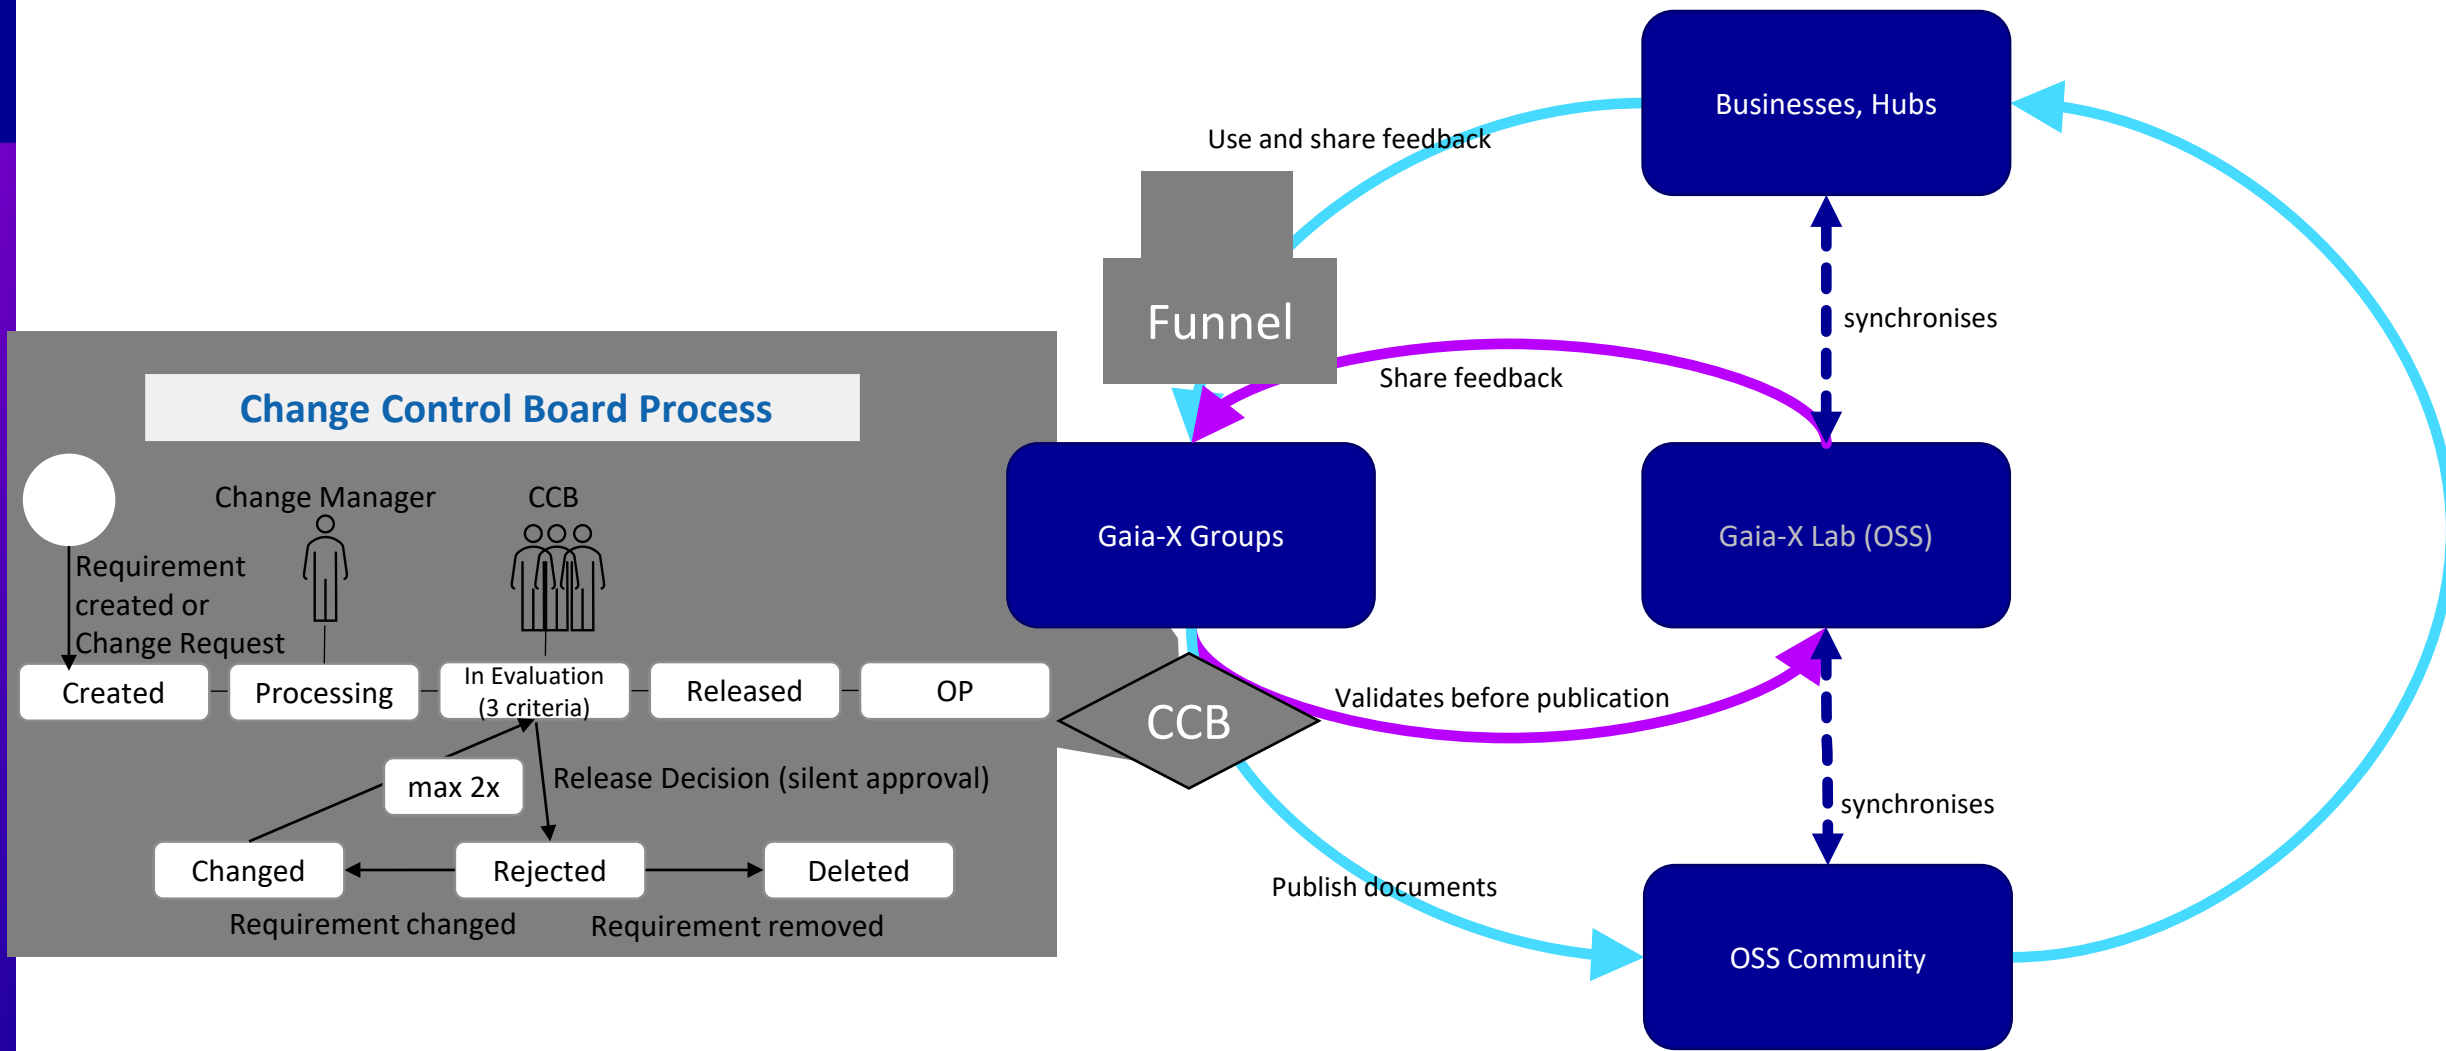 Businesses, Hubs
Use and share feedback
Funnel
synchronises
Share feedback
Change Control Board Process
Change Manager
CCB
Requirement
created or
Change Request
Gaia-X Groups
Gaia-X Lab (OSS)
Created
Processing
In Evaluation
(3 criteria)
Released
OP
CCB
Validates before publication
max 2x
Release Decision (silent approval)
synchronises
Changed
Rejected
Deleted
Publish documents
Requirement changed
Requirement removed
OSS Community